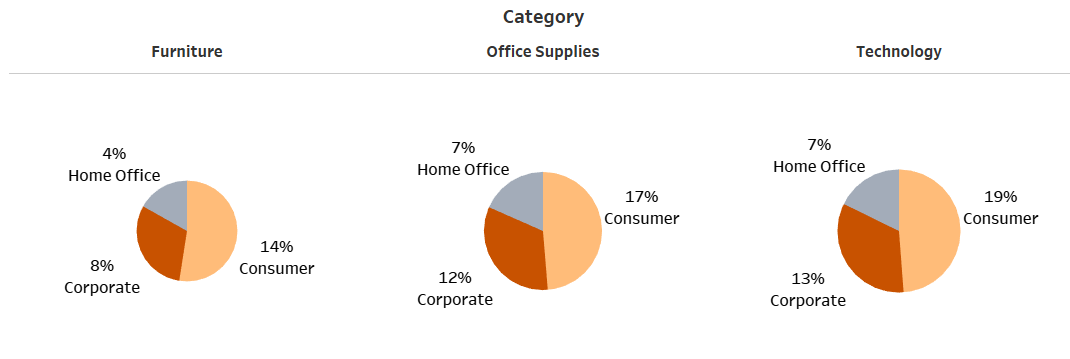 Category
Furniture
Office Supplies
Technology
4%
Home Office
14%
Consumer
8%
Corporate
7%
Home Office
17%
Consumer
12%
Corporate
7%
Home Office
19%
Consumer
13%
Corporate